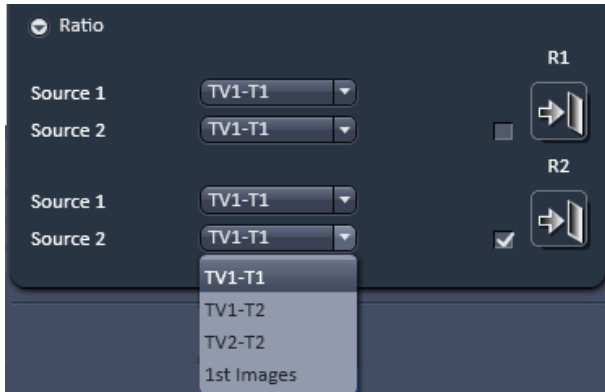 Ratio
R1
Source 1 TV1-T1
Source 2 TV1-T1
R2
Source 1 TV1-T1
Source 2 TV1-T1
TV1-T1
TV1-T2
TV2-T2
1st Images